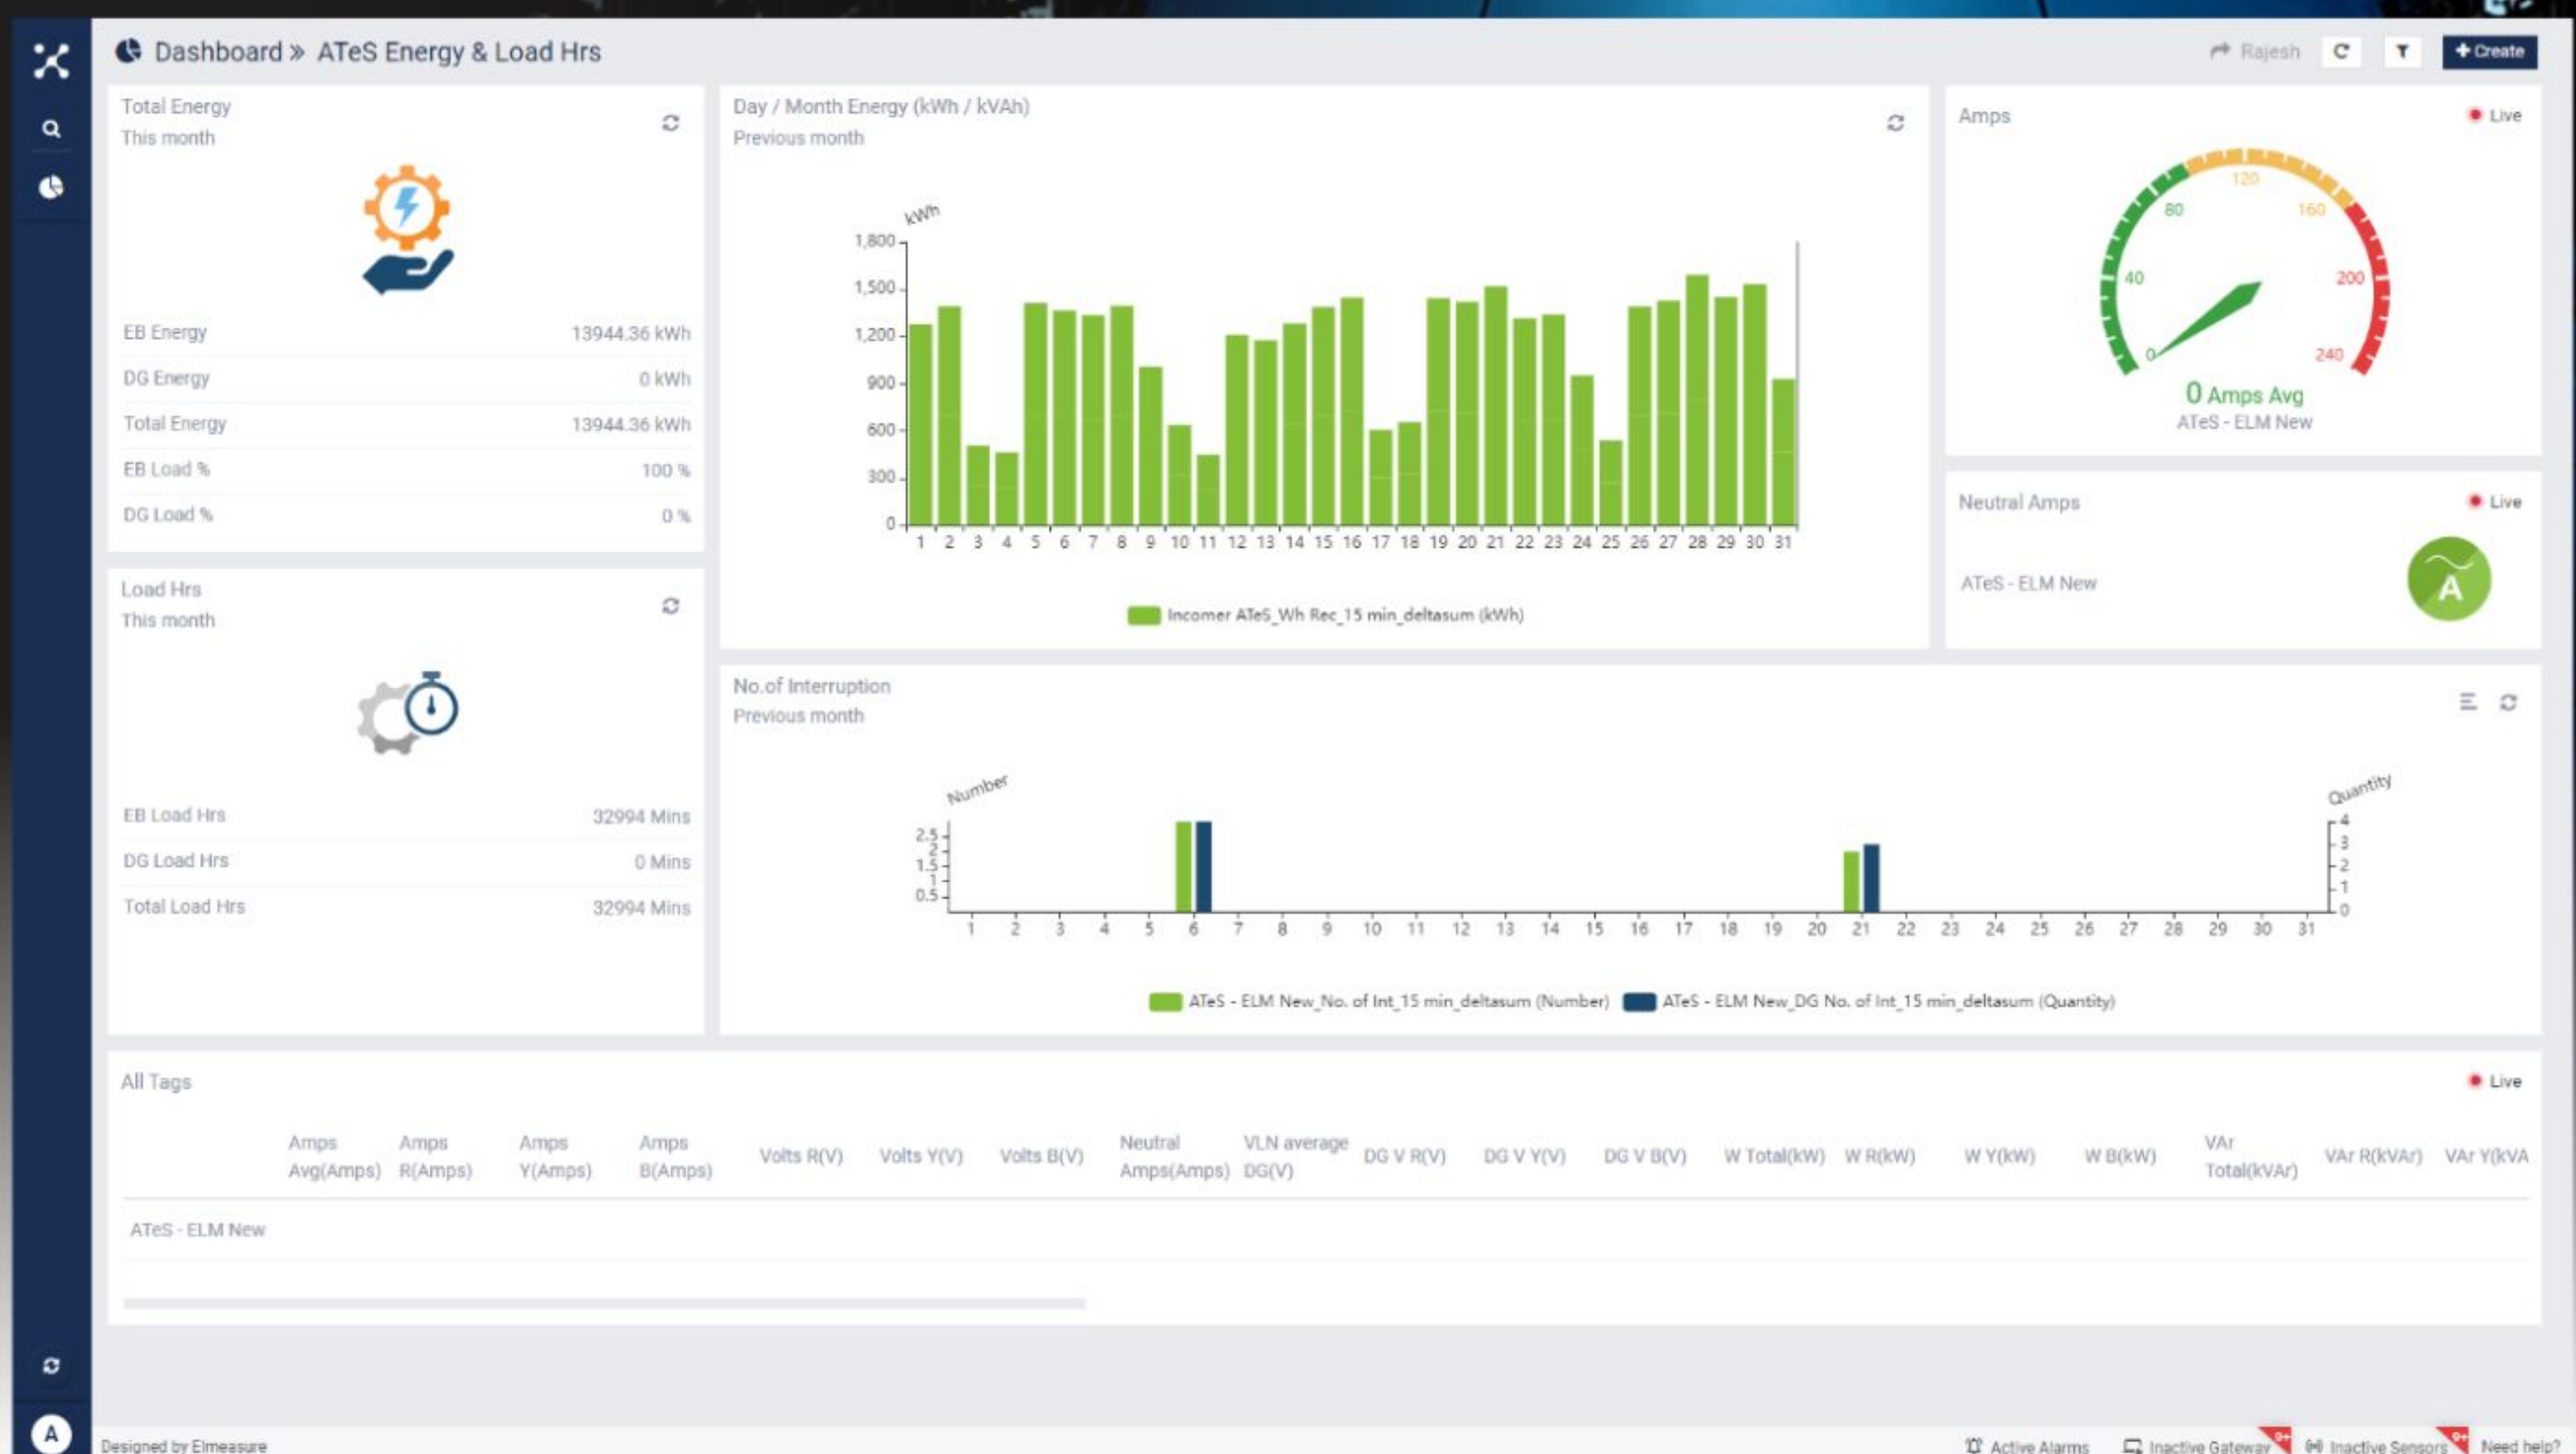 Dashboard » ATeS Energy & Load Hrs
Rajesh
+ Create
Total Energy
This month
EB Energy 13944.36 kWh
DG Energy 0 kWh
Total Energy 13944.36 kWh
EB Load % 100 %
DG Load % 0 %
Load Hrs
This month
EB Load Hrs 32994 Mins
DG Load Hrs 0 Mins
Total Load Hrs 32994 Mins
Day / Month Energy (kWh / kVAh)
Previous month
kWh
1,800
1,500
1,200
900
600
300
0
1 2 3 4 5 6 7 8 9 10 11 12 13 14 15 16 17 18 19 20 21 22 23 24 25 26 27 28 29 30 31
Incomer ATeS_Wh Rec_15 min_deltasum (kWh)
Amps
Live
0
40
80
120
160
200
240
0 Amps Avg
ATeS - ELM New
Neutral Amps
Live
ATeS - ELM New
A
No.of Interruption
Previous month
Number
2.5
2
1.5
1
0.5
Quantity
4
3
2
1
0
1 2 3 4 5 6 7 8 9 10 11 12 13 14 15 16 17 18 19 20 21 22 23 24 25 26 27 28 29 30 31
ATeS - ELM New_No. of Int_15 min_deltasum (Number) ATeS - ELM New_DG No. of Int_15 min_deltasum (Quantity)
All Tags
Live
Amps Avg(Amps)
Amps R(Amps)
Amps Y(Amps)
Amps B(Amps)
Volts R(V)
Volts Y(V)
Volts B(V)
Neutral Amps(Amps)
VLN average DG(V)
DG V R(V)
DG V Y(V)
DG V B(V)
W Total(kW)
W R(kW)
W Y(kW)
W B(kW)
VAr Total(kVAr)
VAr R(kVAr)
VAr Y(kVA
ATeS - ELM New
A
Designed by Elmeasure
Active Alarms
Inactive Gateway 9+
Inactive Sensors 9+
Need help?